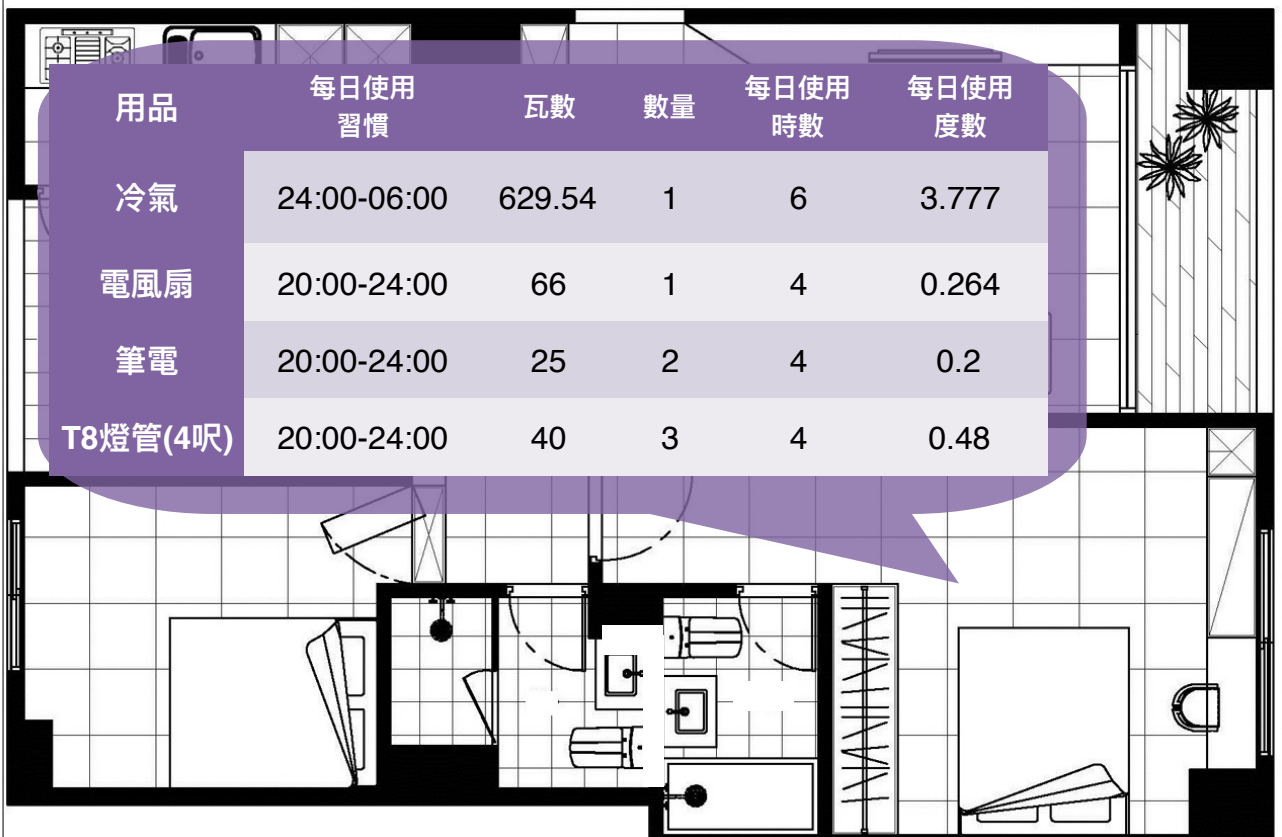 用品 每日使用習慣 瓦數 數量 每日使用時數 每日使用度數
冷氣 24:00-06:00 629.54 1 6 3.777
電風扇 20:00-24:00 66 1 4 0.264
筆電 20:00-24:00 25 2 4 0.2
T8燈管(4呎) 20:00-24:00 40 3 4 0.48